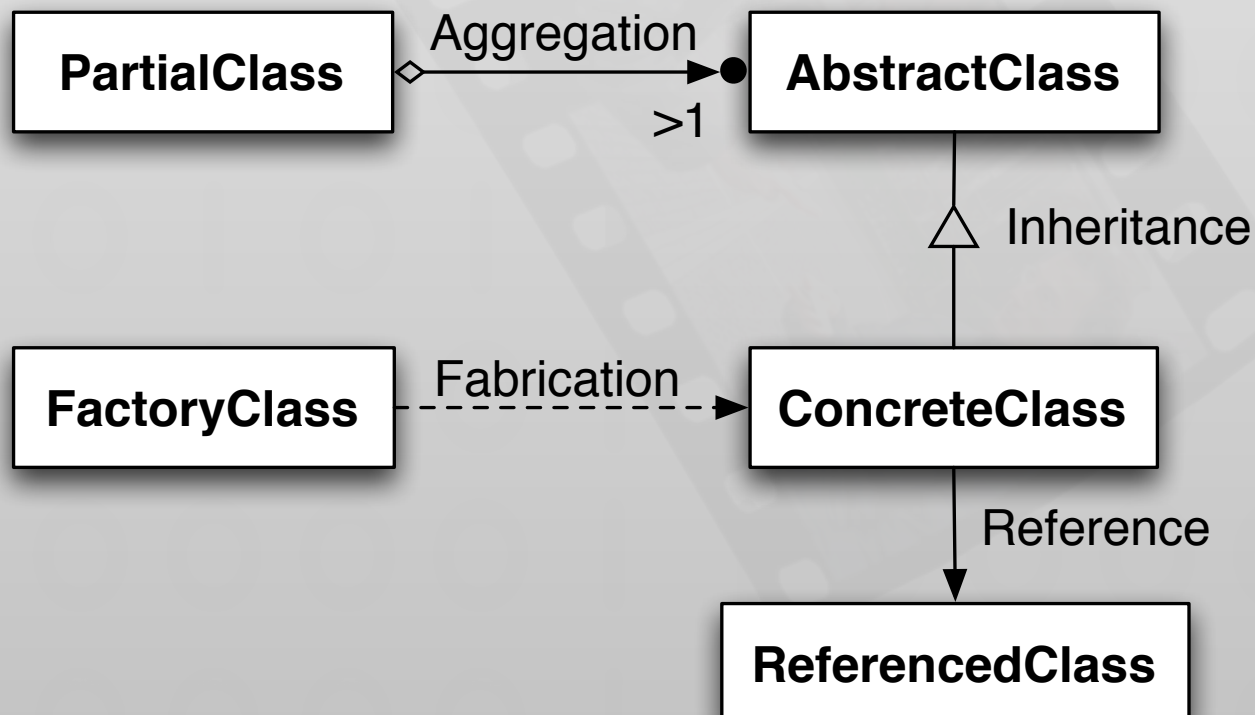 PartialClass
Aggregation
>1
AbstractClass
Inheritance
FactoryClass
Fabrication
ConcreteClass
Reference
ReferencedClass